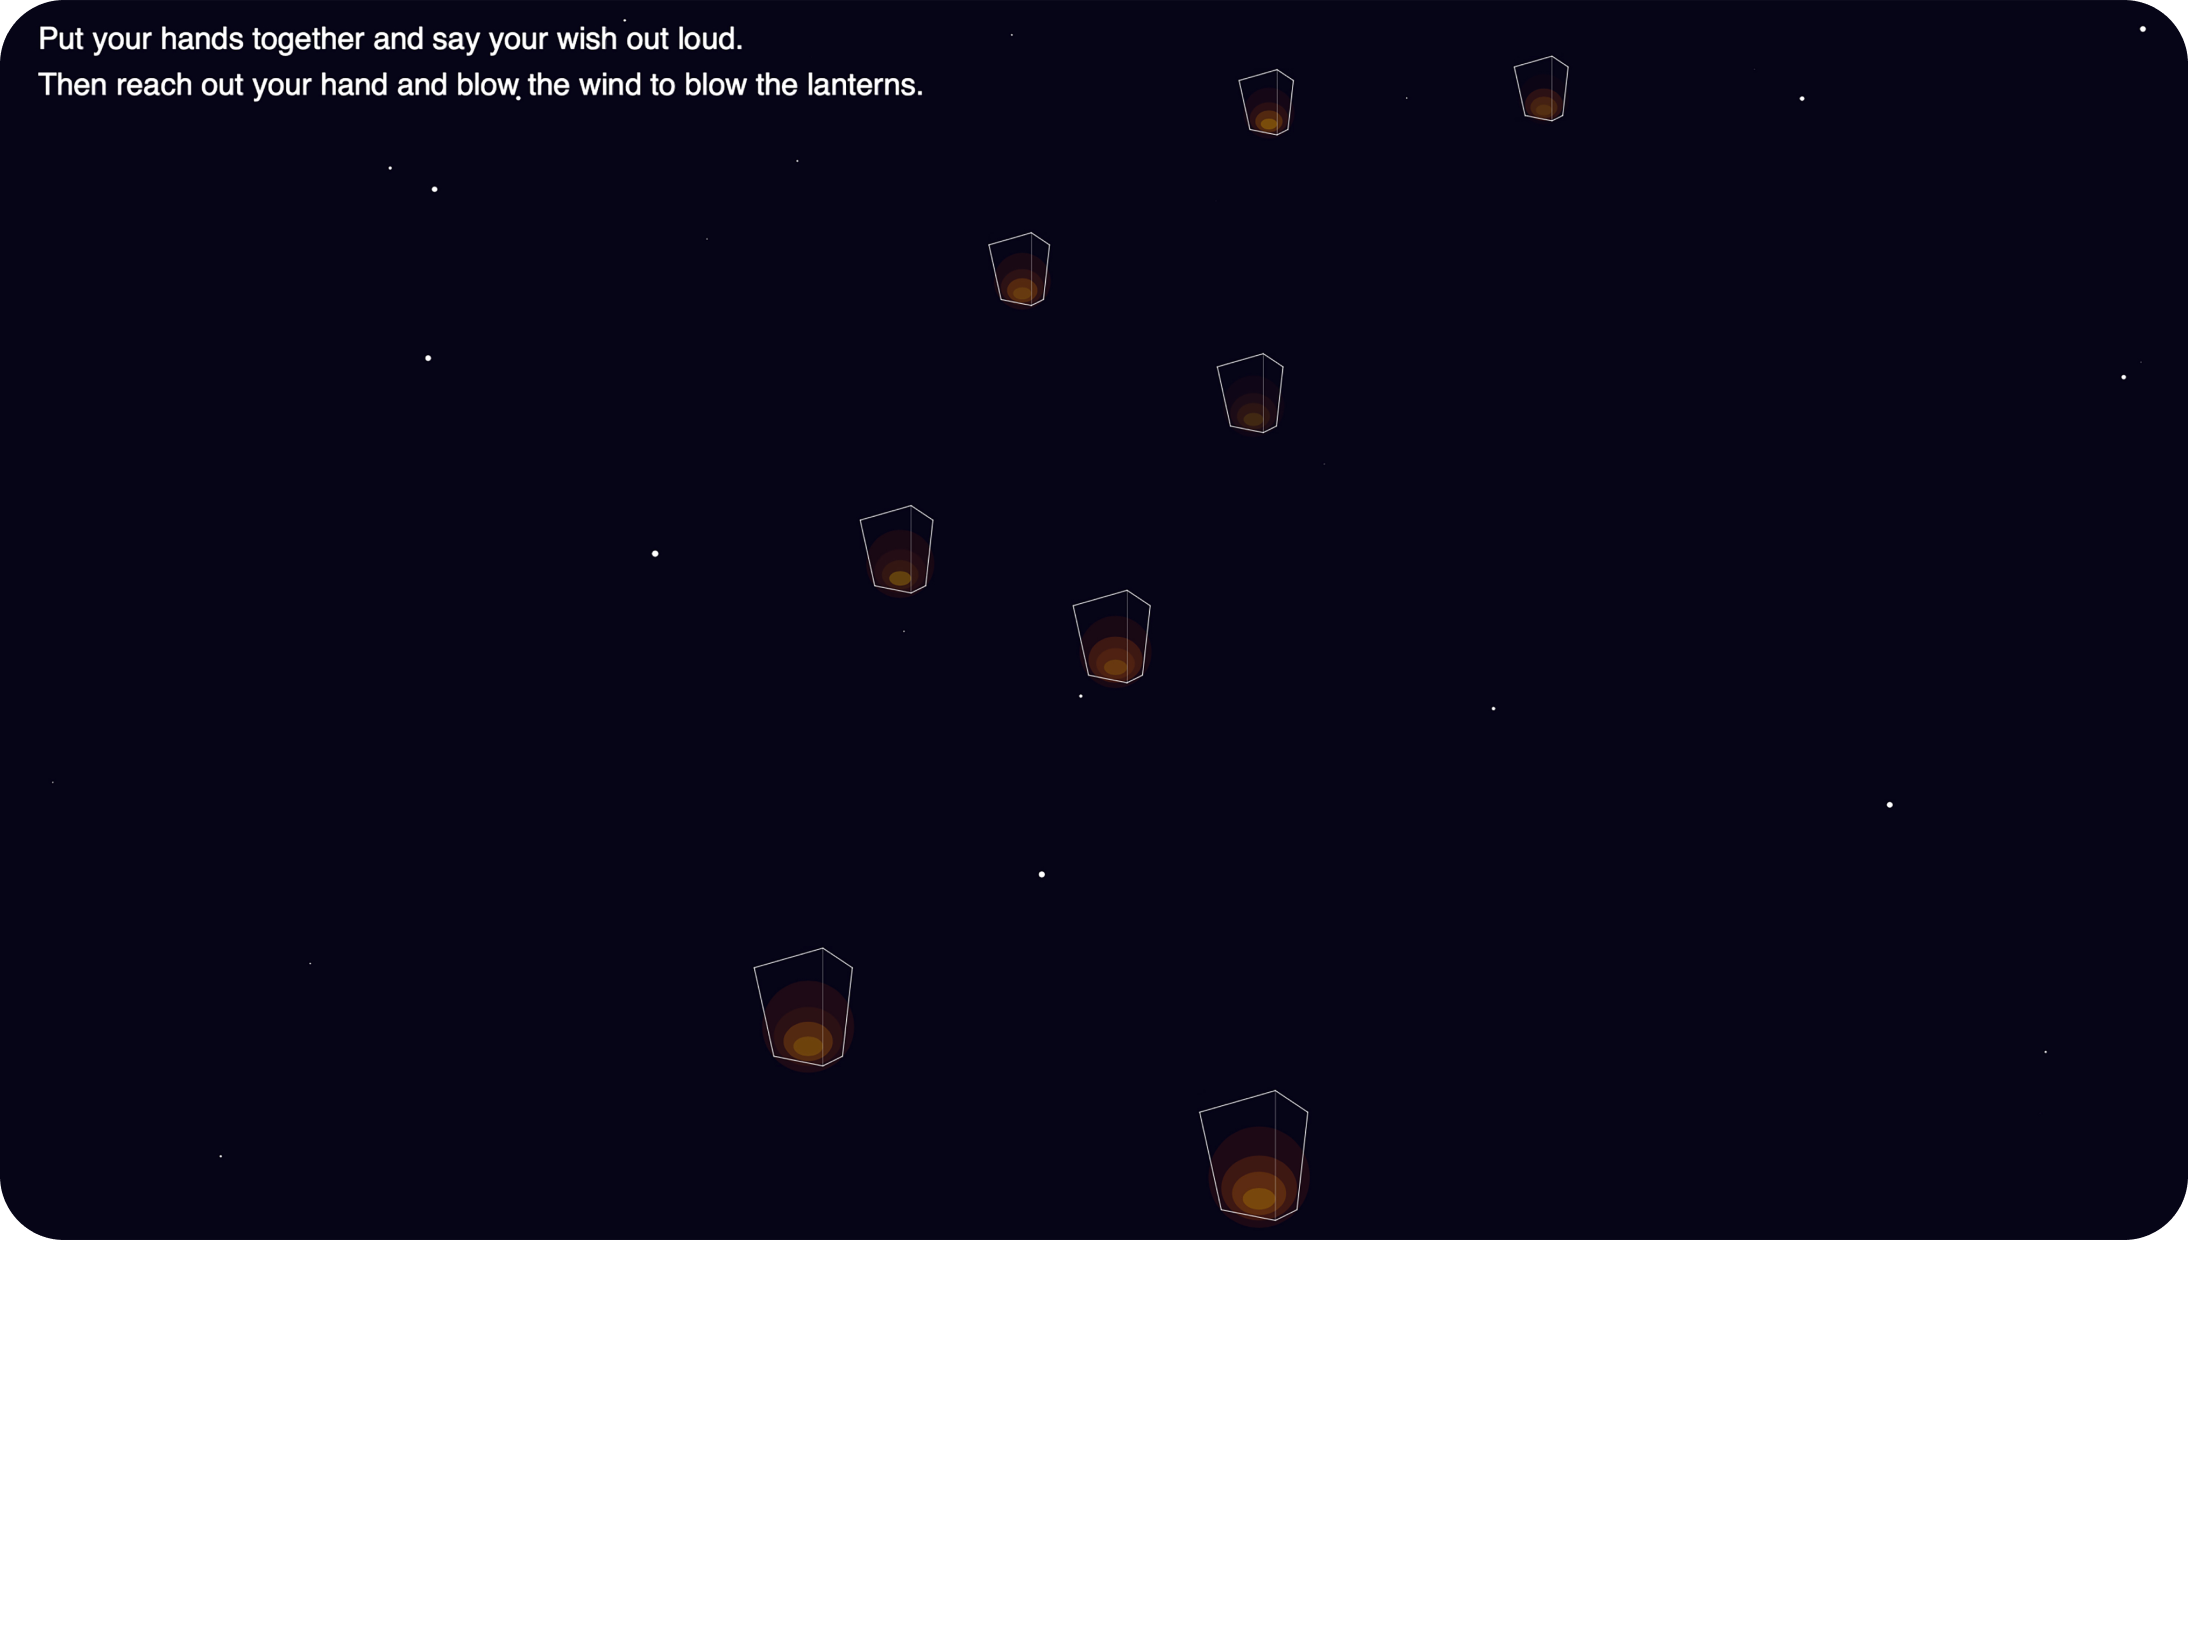 Put your hands together and say your wish out loud.
Then reach out your hand and blow the wind to blow the lanterns.